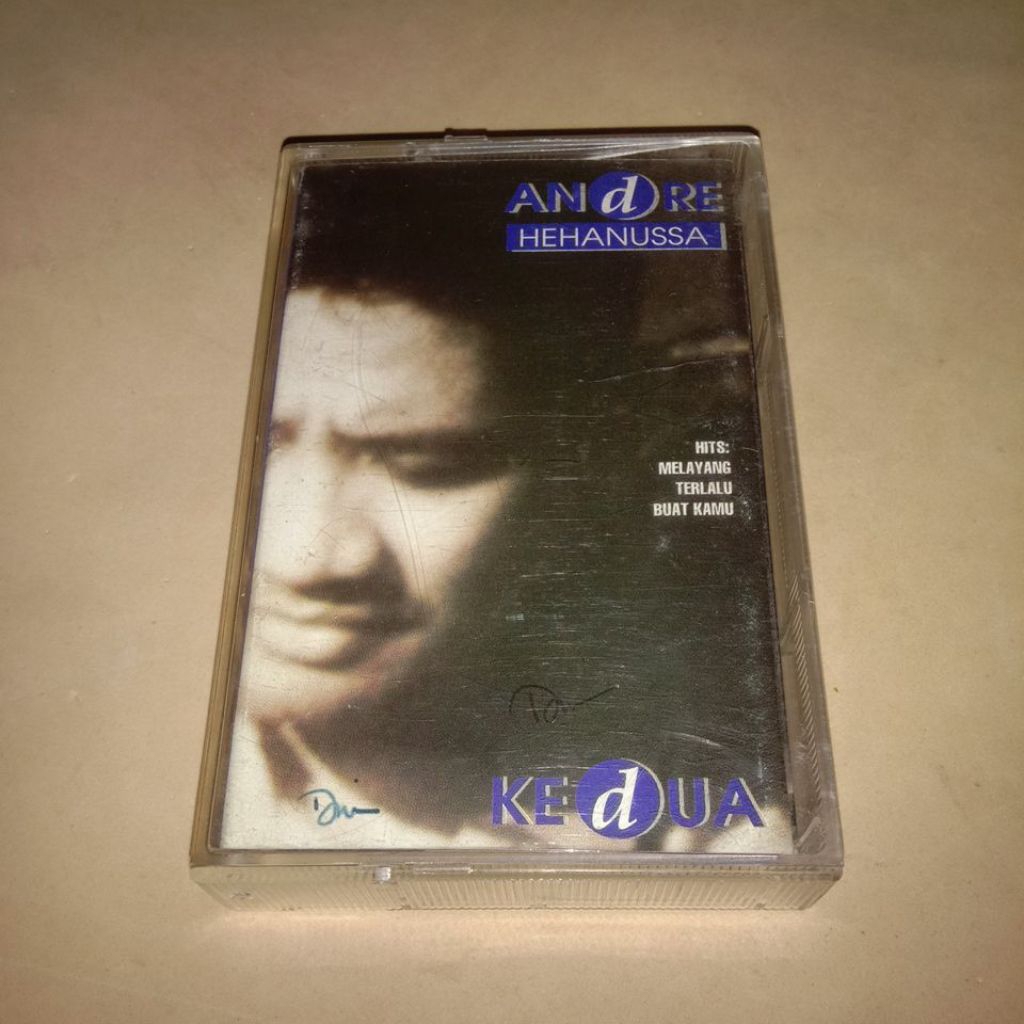 ANdRE
HEHANUSSA
HITS:
MELAYANG
TERLALU
BUAT KAMU
KEdUA